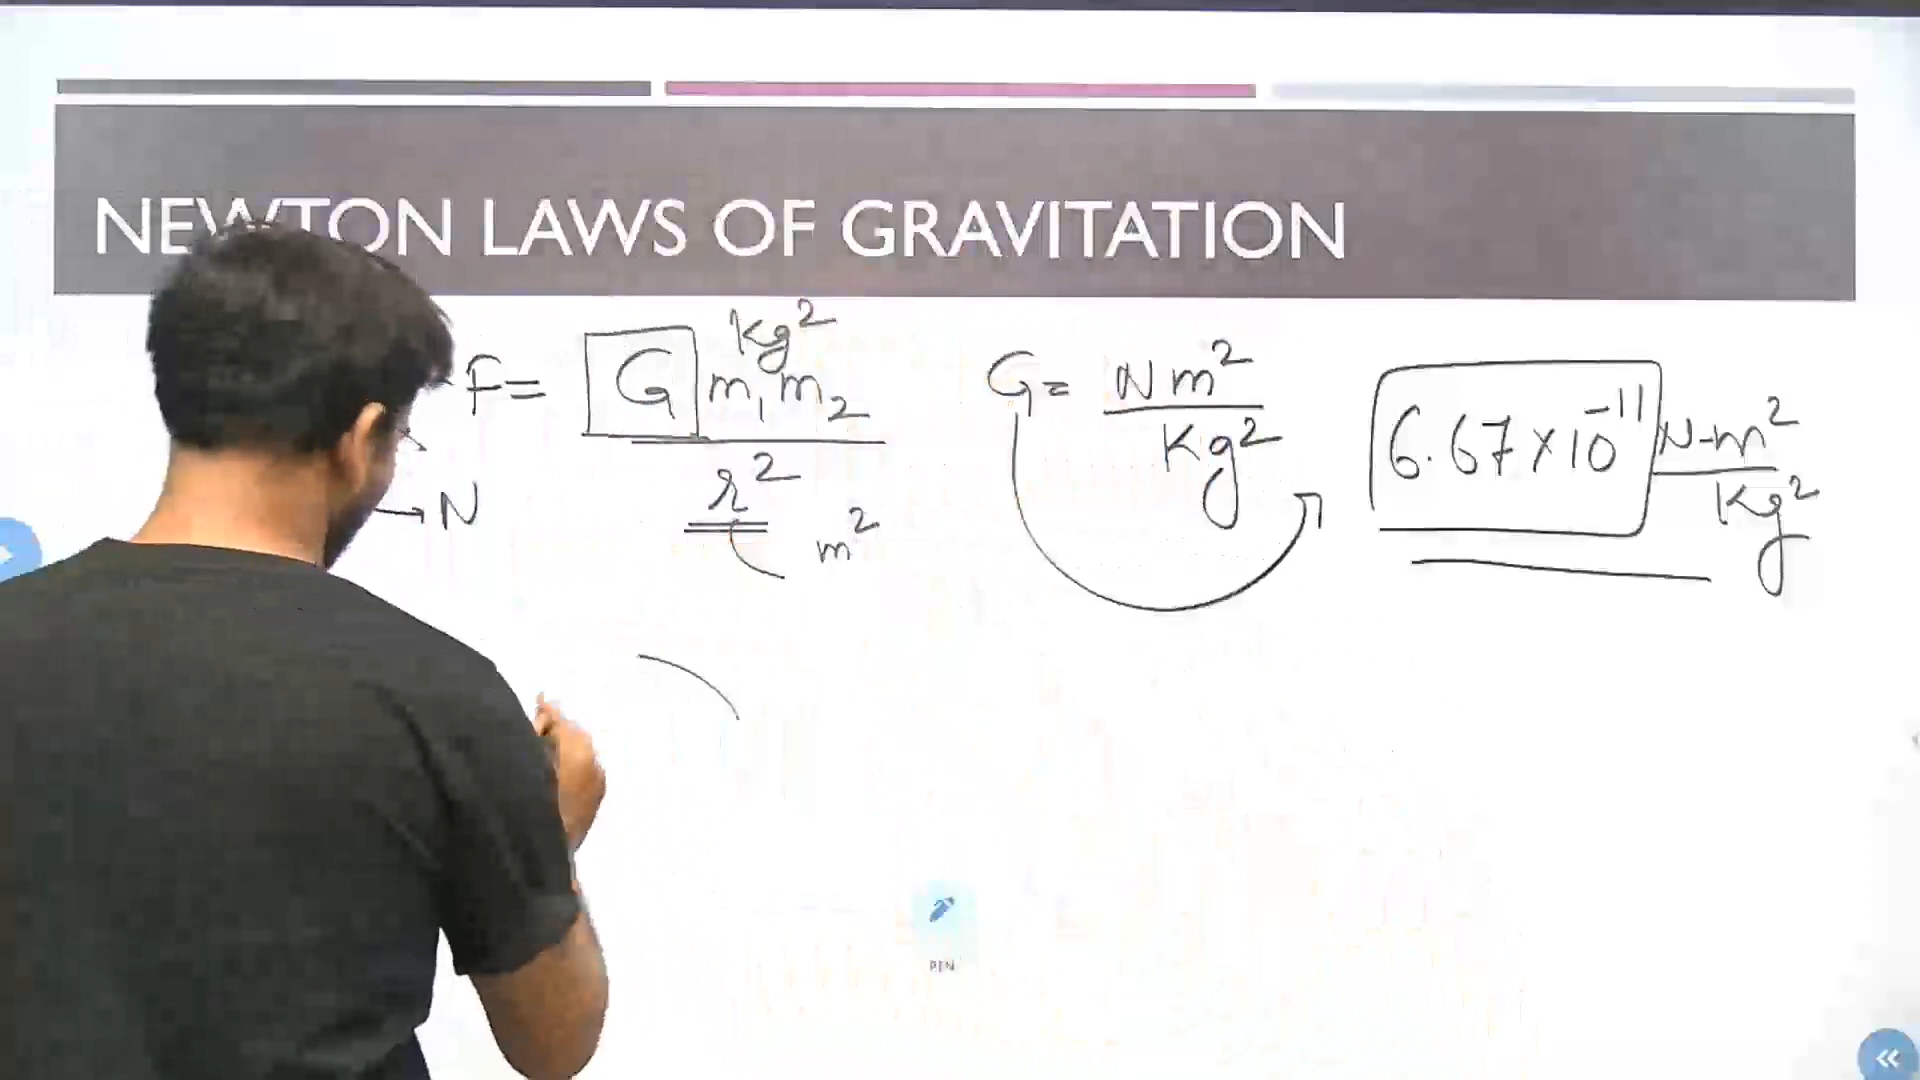 NEWTON LAWS OF GRAVITATION
F = G m₁m₂ / r²
kg²
→ N
m²
G = Nm² / Kg²
6.67×10⁻¹¹ N-m² / Kg²
PEN